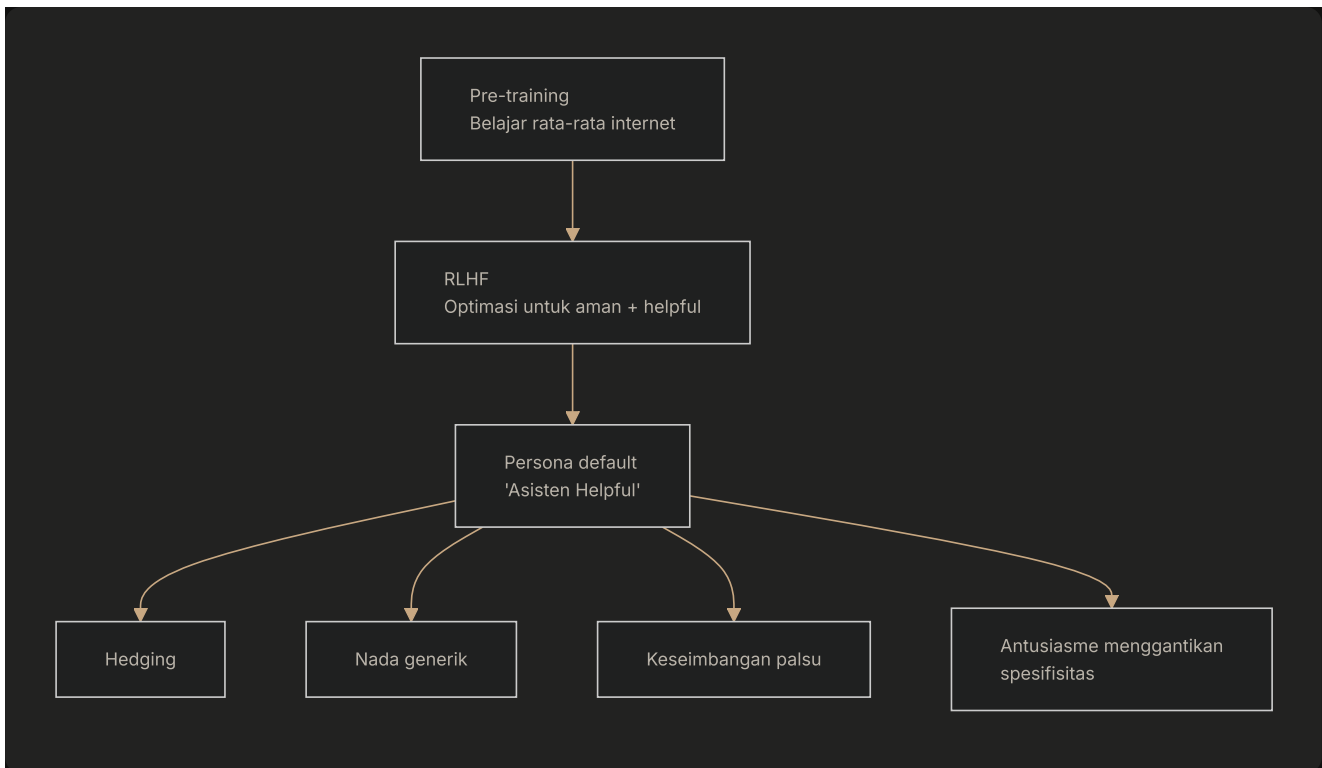 Pre-training
Belajar rata-rata internet
RLHF
Optimasi untuk aman + helpful
Persona default
'Asisten Helpful'
Hedging
Nada generik
Keseimbangan palsu
Antusiasme menggantikan
spesifisitas